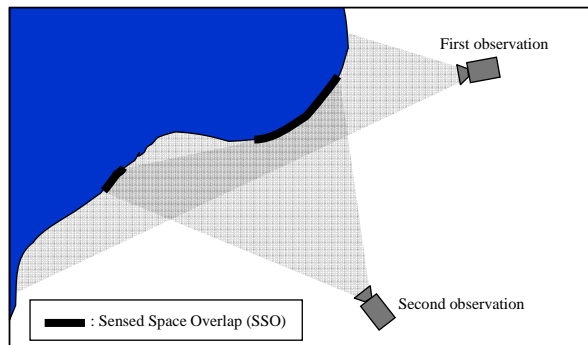 First observation
Second observation
: Sensed Space Overlap (SSO)